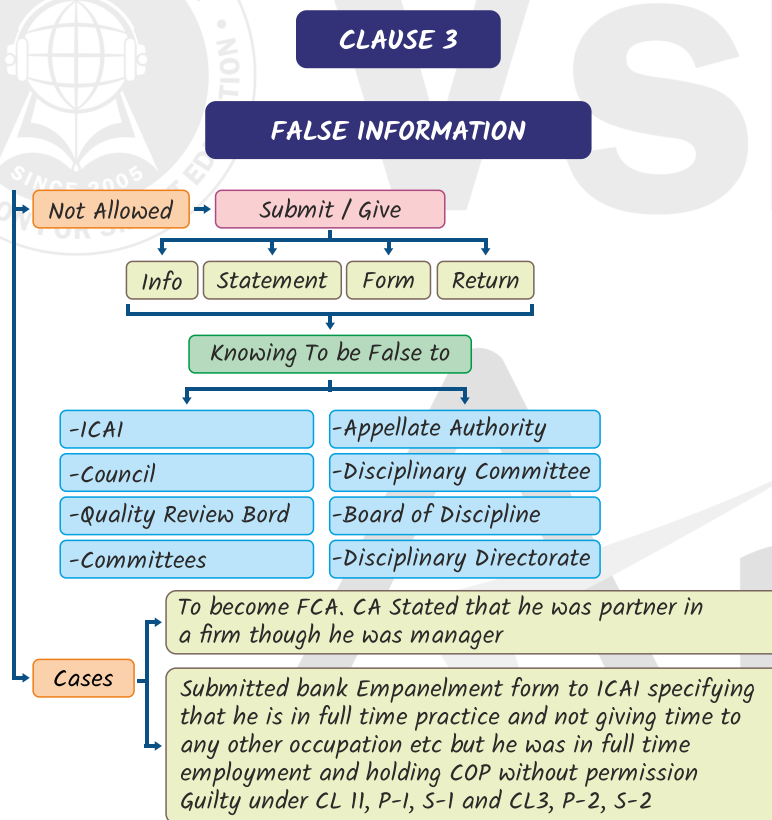 CLAUSE 3
FALSE INFORMATION
SINCE 2005
Not Allowed
Submit / Give
Info
Statement
Form
Return
Knowing To be False to
-ICAI
-Council
-Quality Review Bord
-Committees
-Appellate Authority
-Disciplinary Committee
-Board of Discipline
-Disciplinary Directorate
Cases
To become FCA. CA Stated that he was partner in
a firm though he was manager
Submitted bank Empanelment form to ICAI specifying
that he is in full time practice and not giving time to
any other occupation etc but he was in full time
employment and holding COP without permission
Guilty under CL 11, P-1, S-1 and CL3, P-2, S-2